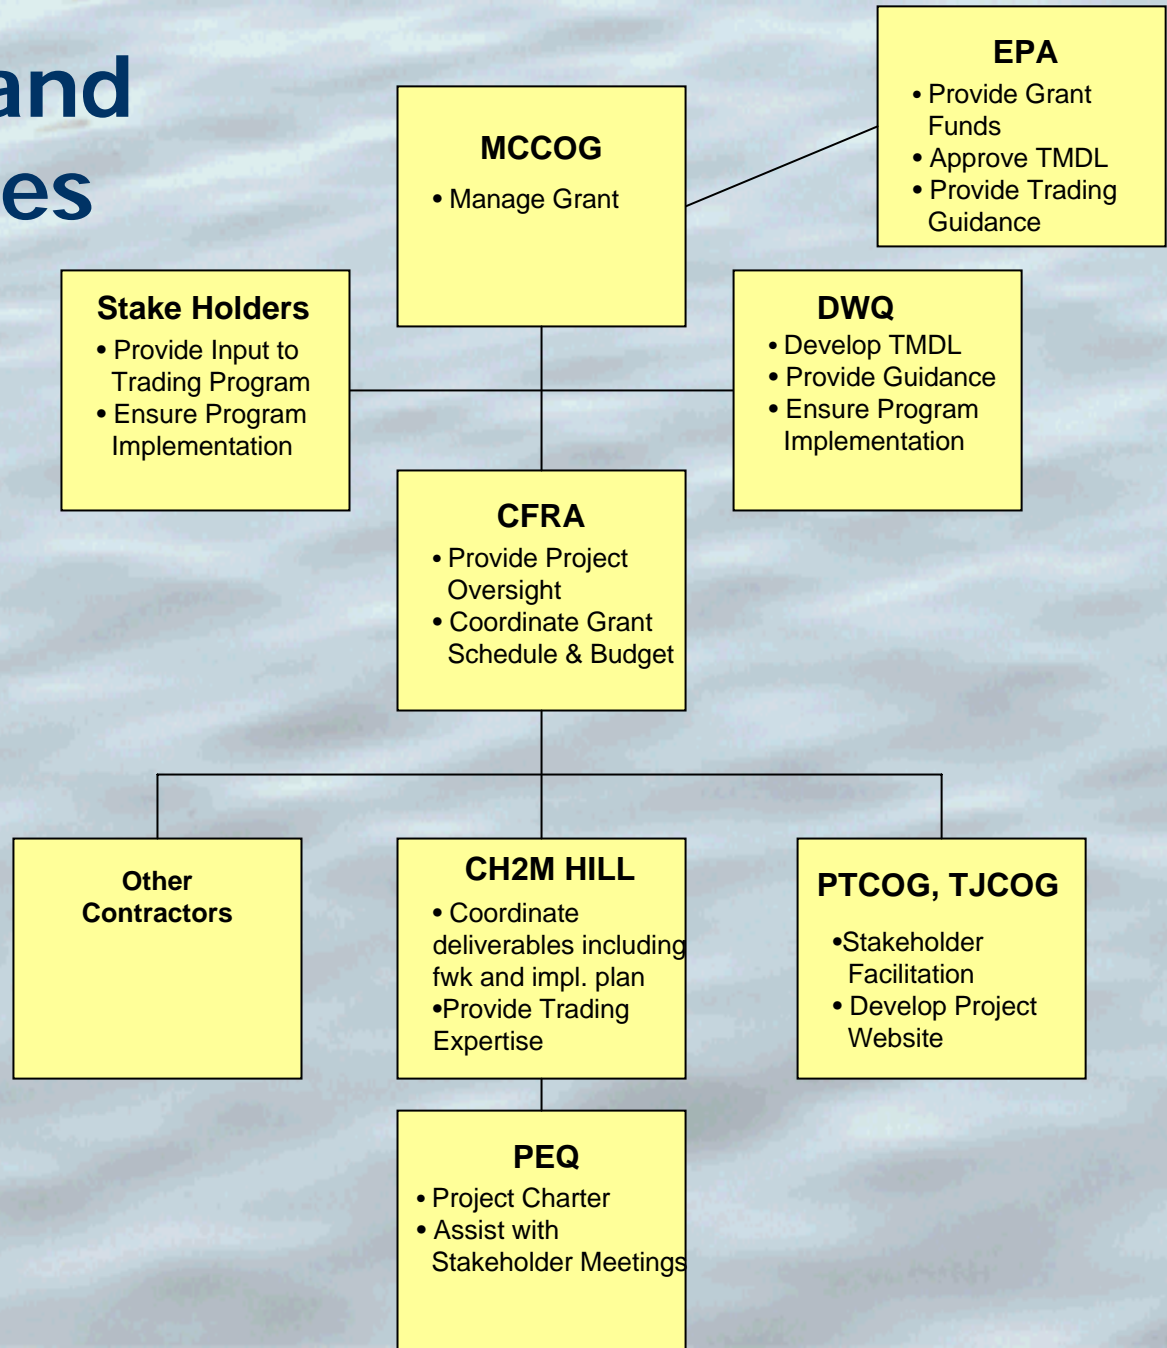 and
es
EPA
• Provide Grant
Funds
• Approve TMDL
• Provide Trading
Guidance
MCCOG
• Manage Grant
Stake Holders
• Provide Input to
Trading Program
• Ensure Program
Implementation
DWQ
• Develop TMDL
• Provide Guidance
• Ensure Program
Implementation
CFRA
• Provide Project
Oversight
• Coordinate Grant
Schedule & Budget
Other
Contractors
CH2M HILL
• Coordinate
deliverables including
fwk and impl. plan
•Provide Trading
Expertise
PTCOG, TJCOG
•Stakeholder
Facilitation
• Develop Project
Website
PEQ
• Project Charter
• Assist with
Stakeholder Meetings